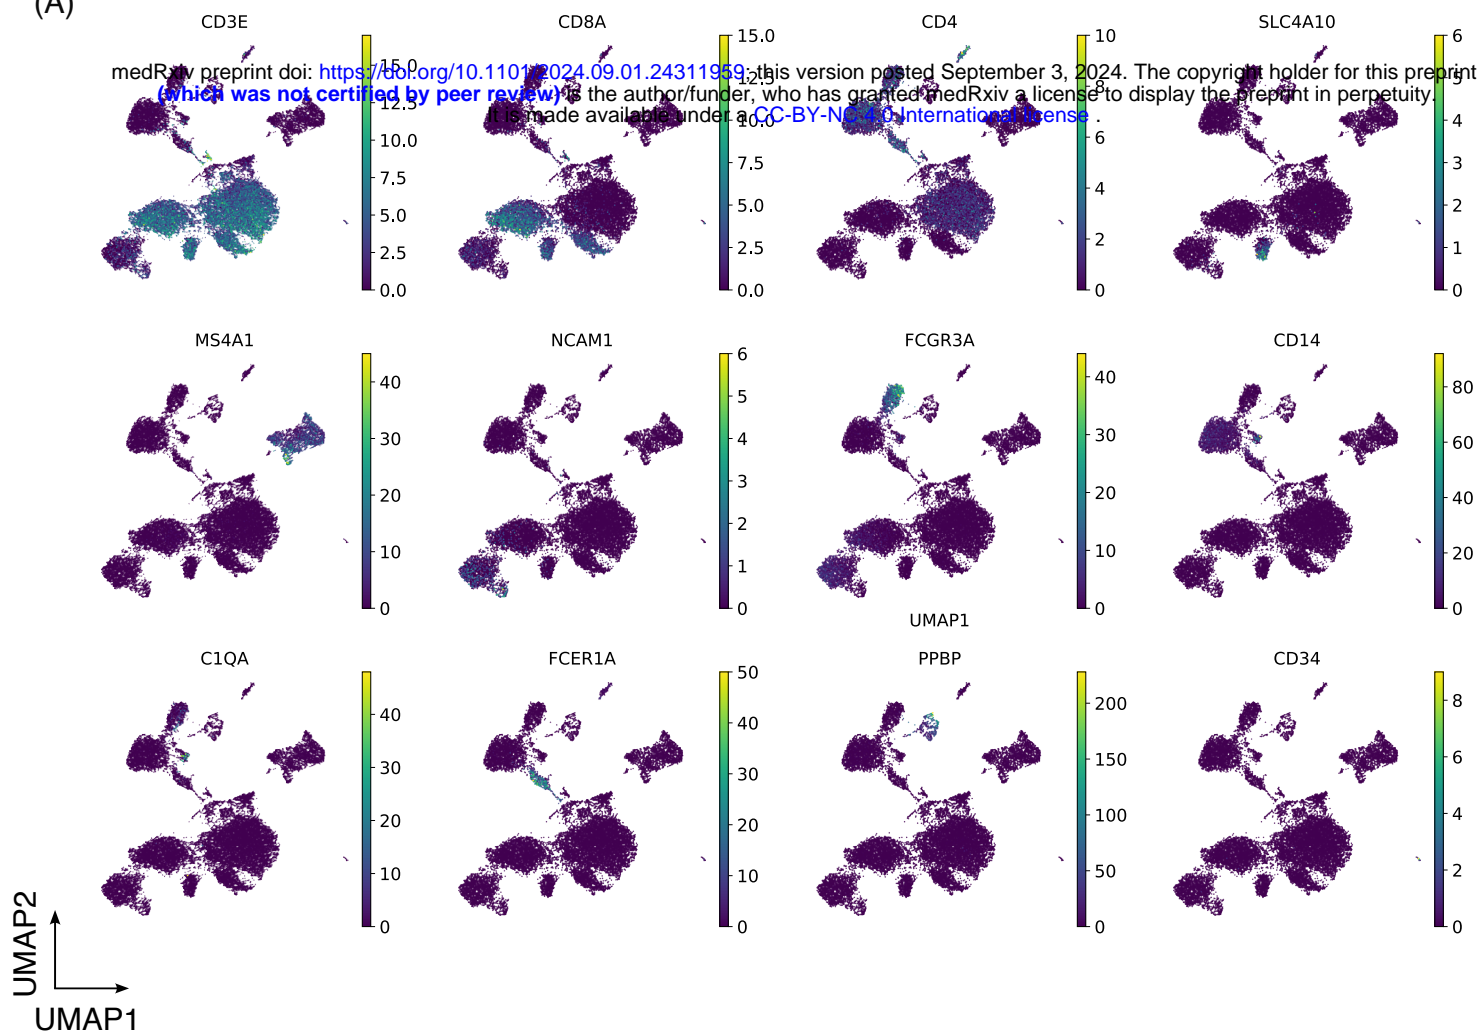 (A)
CD3E CD8A CD4 SLC4A10
15.0 12.5 10.0 7.5 5.0 2.5 0.0
15.0 12.5 10.0 7.5 5.0 2.5 0.0
10 8 6 4 2 0
6 5 4 3 2 1 0
medRxiv preprint doi: https://doi.org/10.1101/2024.09.01.24311959; this version posted September 3, 2024. The copyright holder for this preprint
(which was not certified by peer review) is the author/funder, who has granted medRxiv a license to display the preprint in perpetuity.
It is made available under a CC-BY-NC 4.0 International license .
MS4A1 NCAM1 FCGR3A CD14
40 30 20 10 0
6 5 4 3 2 1 0
40 30 20 10 0
80 60 40 20 0
UMAP1
C1QA FCER1A PPBP CD34
40 30 20 10 0
50 40 30 20 10 0
200 150 100 50 0
8 6 4 2 0
UMAP2
UMAP1